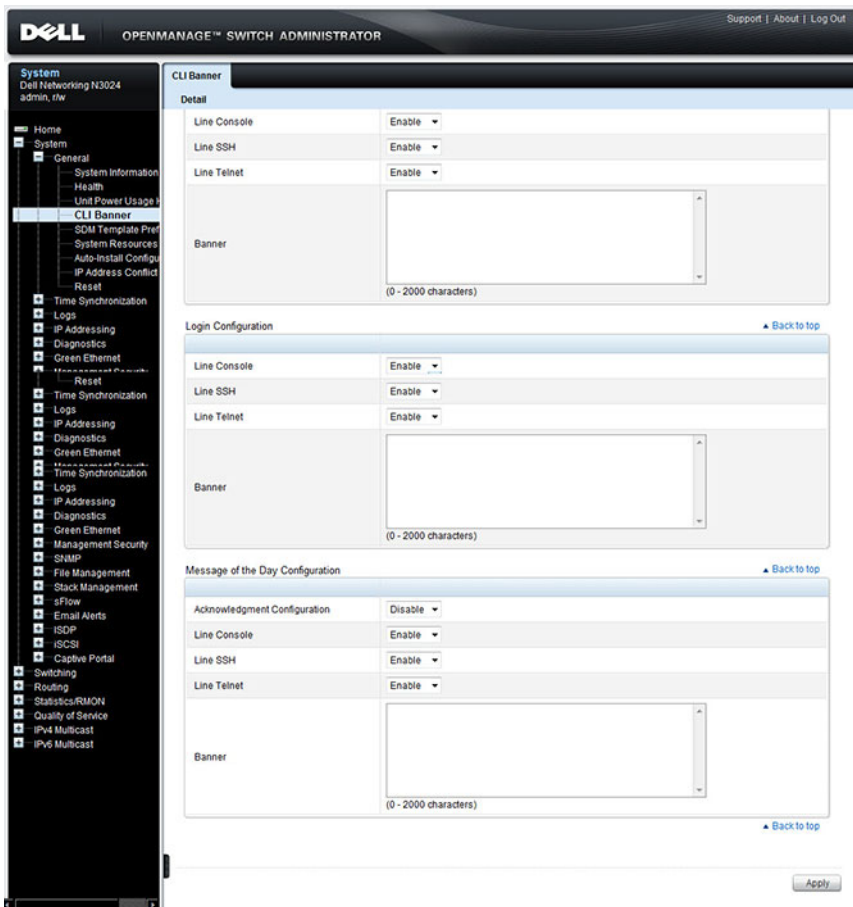 Support | About | Log Out
DELL OPENMANAGE™ SWITCH ADMINISTRATOR
System
Dell Networking N3024
admin, r/w
Home
System
General
System Information
Health
Unit Power Usage H
CLI Banner
SDM Template Pref
System Resources
Auto-Install Configu
IP Address Conflict
Reset
Time Synchronization
Logs
IP Addressing
Diagnostics
Green Ethernet
Management Security
Reset
Time Synchronization
Logs
IP Addressing
Diagnostics
Green Ethernet
Management Security
Time Synchronization
Logs
IP Addressing
Diagnostics
Green Ethernet
Management Security
SNMP
File Management
Stack Management
sFlow
Email Alerts
ISDP
iSCSI
Captive Portal
Switching
Routing
Statistics/RMON
Quality of Service
IPv4 Multicast
IPv6 Multicast
CLI Banner
Detail
Line Console Enable
Line SSH Enable
Line Telnet Enable
Banner
(0 - 2000 characters)
Login Configuration Back to top
Line Console Enable
Line SSH Enable
Line Telnet Enable
Banner
(0 - 2000 characters)
Message of the Day Configuration Back to top
Acknowledgment Configuration Disable
Line Console Enable
Line SSH Enable
Line Telnet Enable
Banner
(0 - 2000 characters)
Back to top
Apply